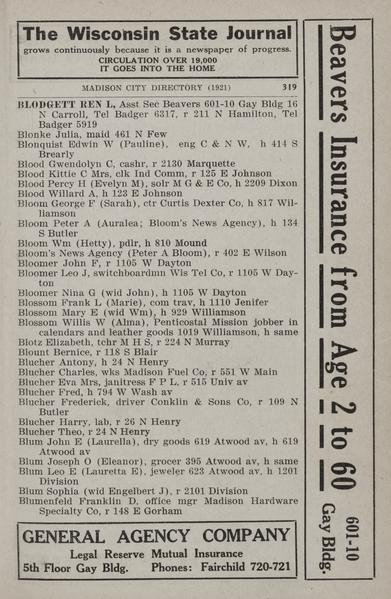 The Wisconsin State Journal
grows continuously because it is a newspaper of progress.
CIRCULATION OVER 19,000
IT GOES INTO THE HOME
MADISON CITY DIRECTORY (1921) 319
BLODGETT REN L, Asst Sec Beavers 601-10 Gay Bldg 16
N Carroll, Tel Badger 6317, r 211 N Hamilton, Tel
Badger 5919
Blonke Julia, maid 461 N Few
Blonquist Edwin W (Pauline), eng C & N W, h 414 S
Brearly
Blood Gwendolyn C, cashr, r 2130 Marquette
Blood Kittie C Mrs, clk Ind Comm, r 125 E Johnson
Blood Percy H (Evelyn M), solr M G & E Co, h 2209 Dixon
Blood Willard A, h 123 E Johnson
Bloom George F (Sarah), ctr Curtis Dexter Co, h 817 Wil-
liamson
Bloom Peter A (Auralea; Bloom's News Agency), h 134
S Butler
Bloom Wm (Hetty), pdlr, h 810 Mound
Bloom's News Agency (Peter A Bloom), r 402 E Wilson
Bloomer John F, r 1105 W Dayton
Bloomer Leo J, switchboardmn Wis Tel Co, r 1105 W Day-
ton
Bloomer Nina G (wid John), h 1105 W Dayton
Blossom Frank L (Marie), com trav, h 1110 Jenifer
Blossom Mary E (wid Wm), h 929 Williamson
Blossom Willis W (Alma), Penticostal Mission jobber in
calendars and leather goods 1019 Williamson, h same
Blotz Elizabeth, tchr M H S, r 224 N Murray
Blount Bernice, r 118 S Blair
Blucher Antony, h 24 N Henry
Blucher Charles, wks Madison Fuel Co, r 551 W Main
Blucher Eva Mrs, janitress F P L, r 515 Univ av
Blucher Fred, h 794 W Wash av
Blucher Frederick, driver Conklin & Sons Co, r 109 N
Butler
Blucher Harry, lab, r 26 N Henry
Blucher Theo, r 24 N Henry
Blum John E (Laurella), dry goods 619 Atwood av, h 619
Atwood av
Blum Joseph O (Eleanor), grocer 395 Atwood av, h same
Blum Leo E (Lauretta E), jeweler 623 Atwood av, h 1201
Division
Blum Sophia (wid Engelbert J), r 2101 Division
Blumenfeld Franklin D, office mgr Madison Hardware
Specialty Co, r 148 E Gorham
GENERAL AGENCY COMPANY
Legal Reserve Mutual Insurance
5th Floor Gay Bldg. Phones: Fairchild 720-721
Beavers Insurance from Age 2 to 60
601-10
Gay Bldg.